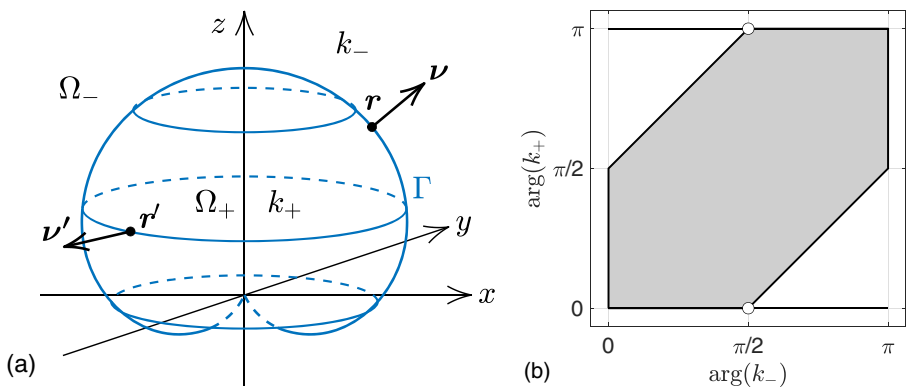 z
k₋
Ω₋
r
ν
Γ
Ω₊ k₊
ν′
r′
y
x
(a)
π
π/2
0
arg(k₊)
0 π/2 π
arg(k₋)
(b)